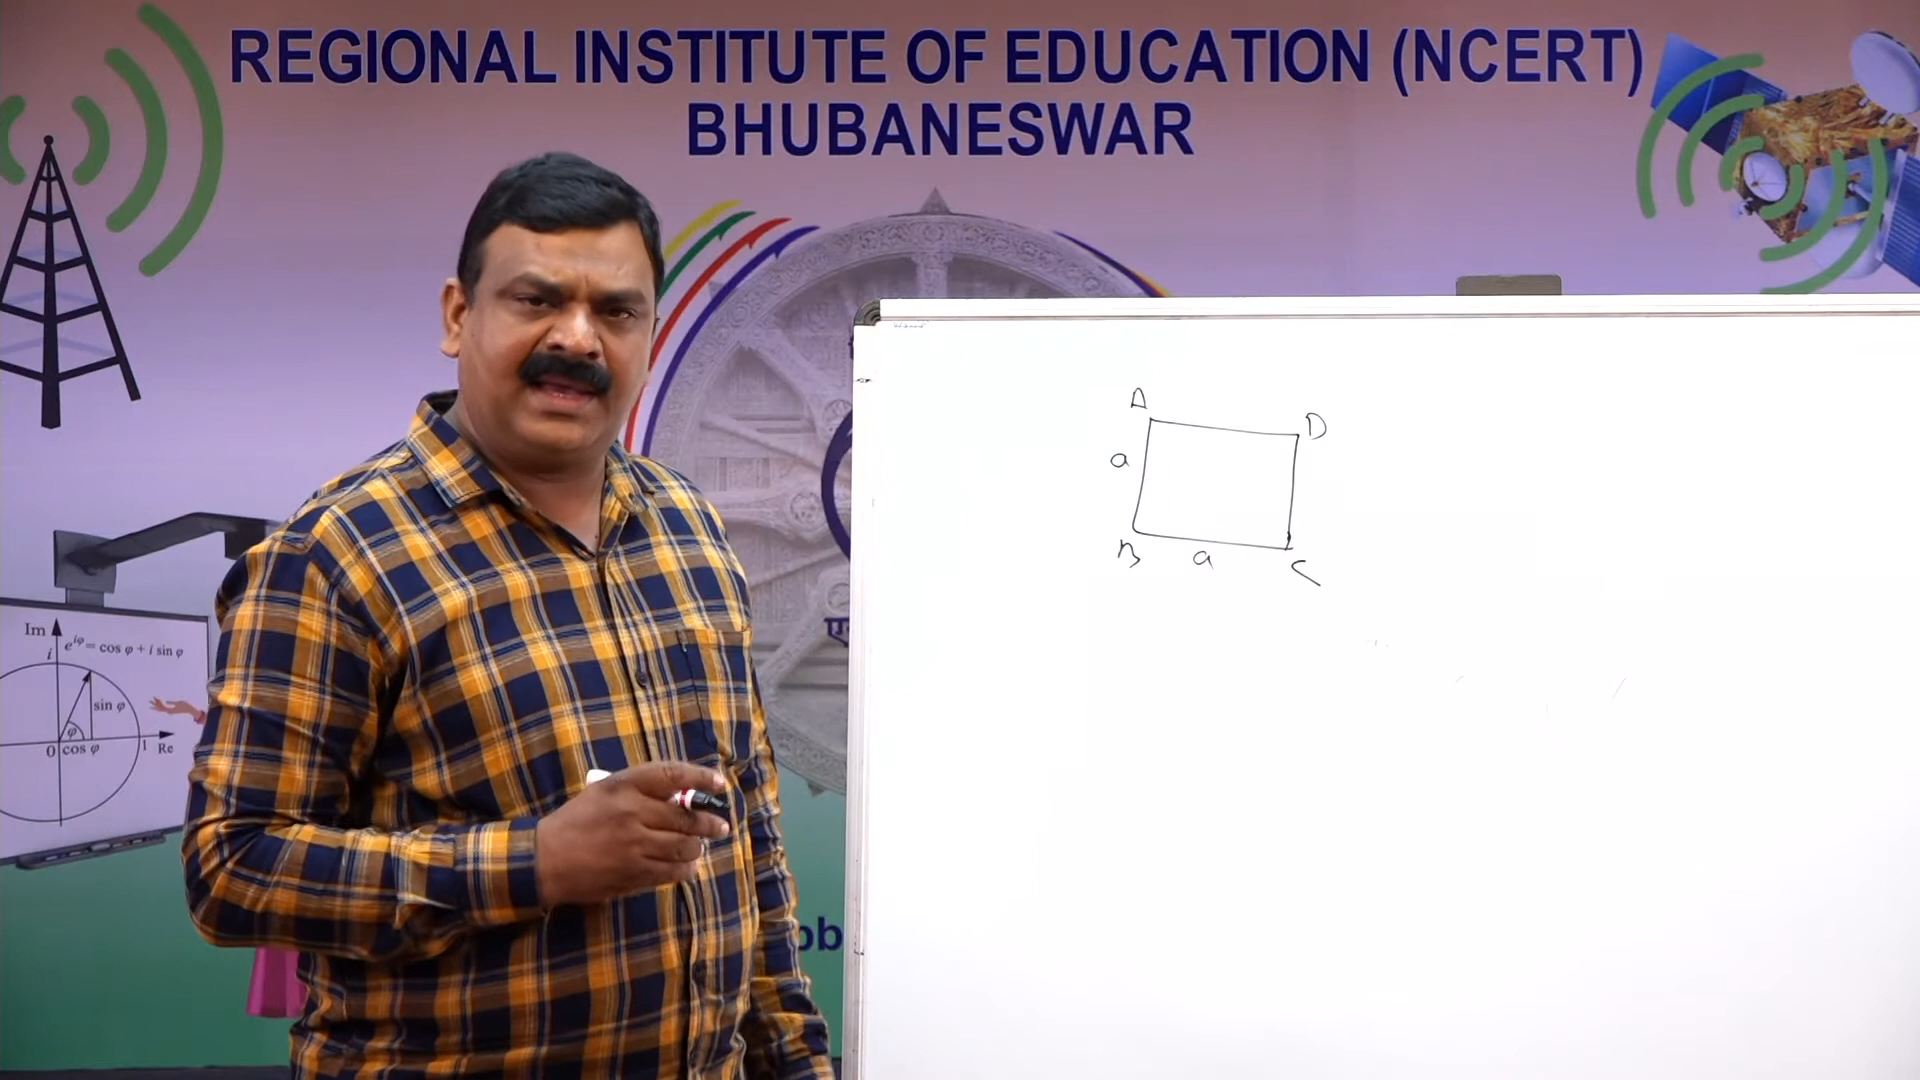 REGIONAL INSTITUTE OF EDUCATION (NCERT)
BHUBANESWAR
A
D
a
B
a
C
Im
i
e^iφ = cos φ + i sin φ
sin φ
φ
0
cos φ
1
Re